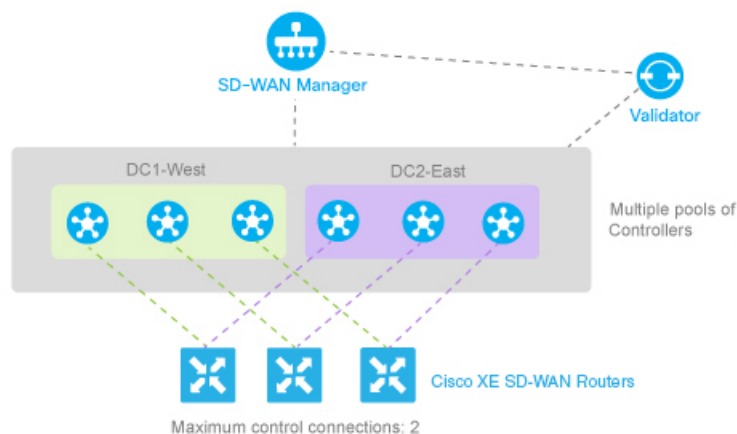 SD-WAN Manager
Validator
DC1-West
DC2-East
Multiple pools of
Controllers
Cisco XE SD-WAN Routers
Maximum control connections: 2